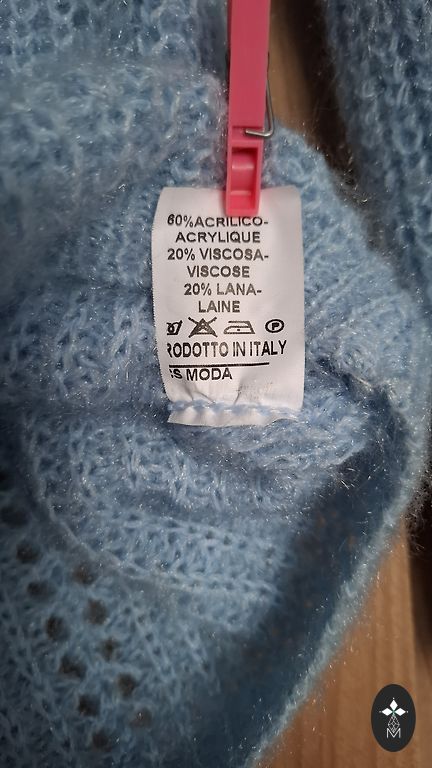 60%ACRILICO-
ACRYLIQUE
20% VISCOSA-
VISCOSE
20% LANA-
LAINE
P
RODOTTO IN ITALY
S MODA
M